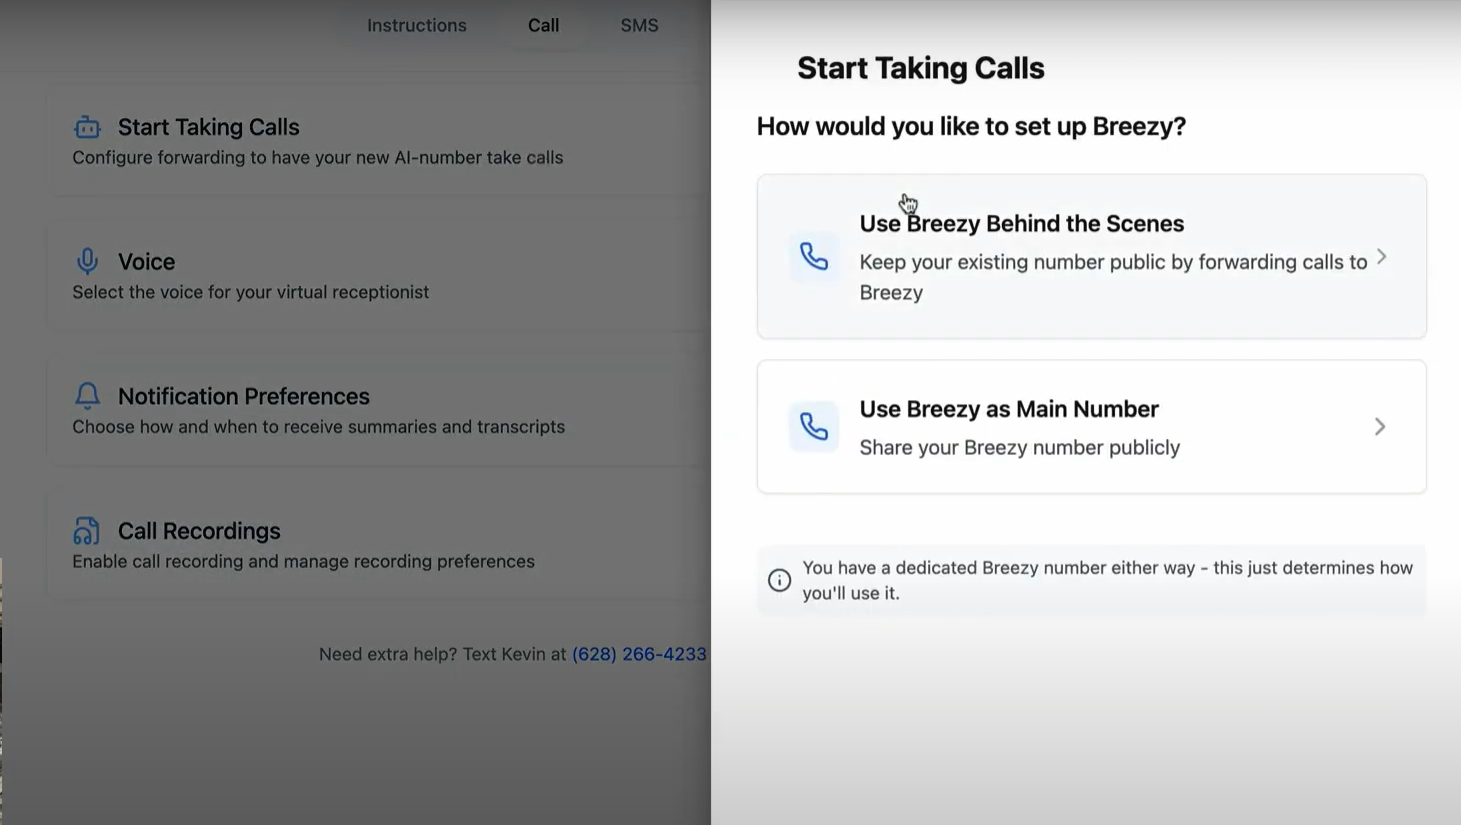 Instructions
Call
SMS
Start Taking Calls
Configure forwarding to have your new AI-number take calls
Voice
Select the voice for your virtual receptionist
Notification Preferences
Choose how and when to receive summaries and transcripts
Call Recordings
Enable call recording and manage recording preferences
Need extra help? Text Kevin at (628) 266-4233
Start Taking Calls
How would you like to set up Breezy?
Use Breezy Behind the Scenes
Keep your existing number public by forwarding calls to
Breezy
Use Breezy as Main Number
Share your Breezy number publicly
You have a dedicated Breezy number either way - this just determines how
you'll use it.